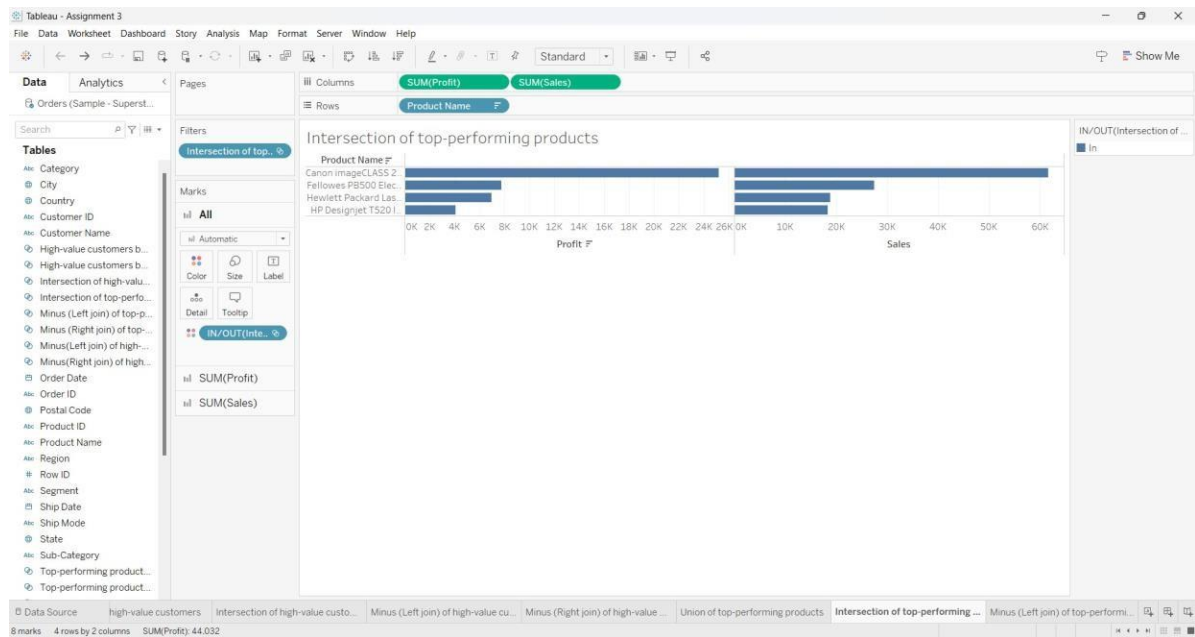 Tableau - Assignment 3
File Data Worksheet Dashboard Story Analysis Map Format Server Window Help
Standard
Show Me
Data Analytics
Pages
Columns SUM(Profit) SUM(Sales)
Orders (Sample - Superst...
Rows Product Name
Search
Tables
Abc Category
City
Country
Abc Customer ID
Abc Customer Name
High-value customers b...
High-value customers b...
Intersection of high-valu...
Intersection of top-perfo...
Minus (Left join) of top-p...
Minus (Right join) of top-...
Minus(Left join) of high-...
Minus(Right join) of high...
Order Date
Abc Order ID
Postal Code
Abc Product ID
Abc Product Name
Abc Region
# Row ID
Abc Segment
Ship Date
Abc Ship Mode
State
Abc Sub-Category
Top-performing product...
Top-performing product...
Filters
Intersection of top..
Marks
All
Automatic
Color Size Label
Detail Tooltip
IN/OUT(Inte..
SUM(Profit)
SUM(Sales)
Intersection of top-performing products
Product Name
Canon imageCLASS 2..
Fellowes PB500 Elec..
Hewlett Packard Las..
HP Designjet T520 I..
0K 2K 4K 6K 8K 10K 12K 14K 16K 18K 20K 22K 24K 26K 0K 10K 20K 30K 40K 50K 60K
Profit Sales
IN/OUT(Intersection of ...
In
Data Source high-value customers Intersection of high-value custo... Minus (Left join) of high-value cu... Minus (Right join) of high-value ... Union of top-performing products Intersection of top-performing ... Minus (Left join) of top-performi...
8 marks 4 rows by 2 columns SUM(Profit): 44,032